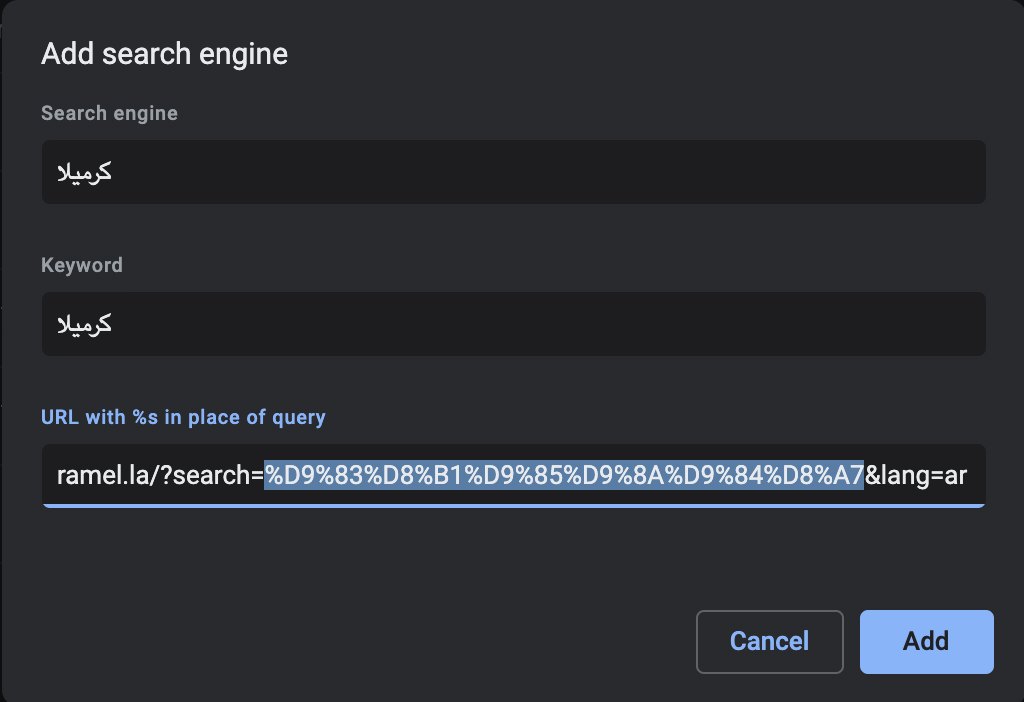 Add search engine
Search engine
كرميلا
Keyword
كرميلا
URL with %s in place of query
ramel.la/?search=%D9%83%D8%B1%D9%85%D9%8A%D9%84%D8%A7&lang=ar
Cancel
Add